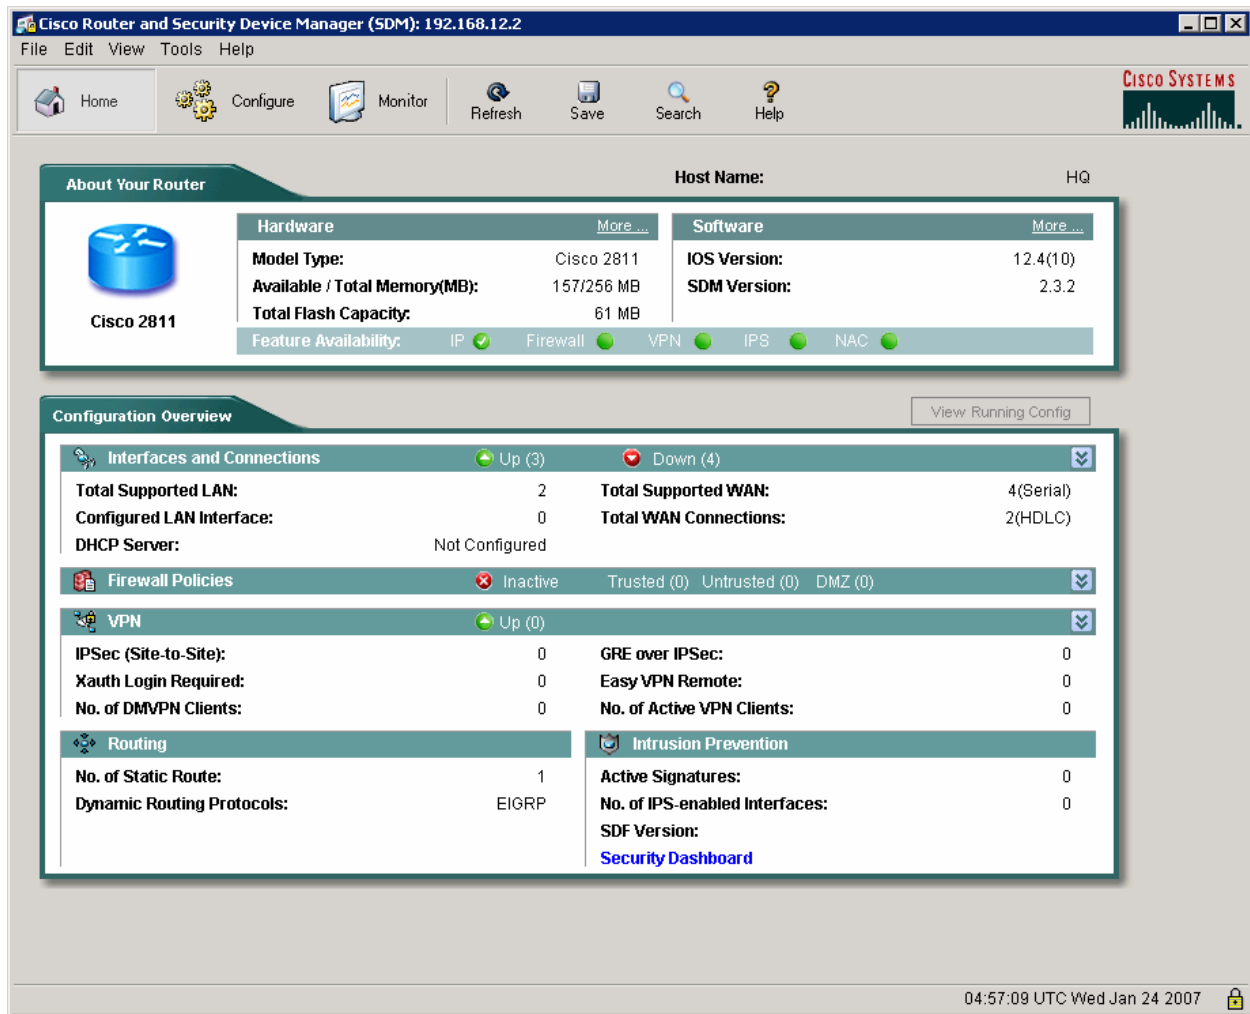 Cisco Router and Security Device Manager (SDM): 192.168.12.2
File Edit View Tools Help
Home Configure Monitor Refresh Save Search Help
CISCO SYSTEMS
About Your Router
Host Name: HQ
Cisco 2811
Hardware More ...
Model Type: Cisco 2811
Available / Total Memory(MB): 157/256 MB
Total Flash Capacity: 61 MB
Software More ...
IOS Version: 12.4(10)
SDM Version: 2.3.2
Feature Availability: IP Firewall VPN IPS NAC
Configuration Overview
View Running Config
Interfaces and Connections Up (3) Down (4)
Total Supported LAN: 2 Total Supported WAN: 4(Serial)
Configured LAN Interface: 0 Total WAN Connections: 2(HDLC)
DHCP Server: Not Configured
Firewall Policies Inactive Trusted (0) Untrusted (0) DMZ (0)
VPN Up (0)
IPSec (Site-to-Site): 0 GRE over IPSec: 0
Xauth Login Required: 0 Easy VPN Remote: 0
No. of DMVPN Clients: 0 No. of Active VPN Clients: 0
Routing
No. of Static Route: 1
Dynamic Routing Protocols: EIGRP
Intrusion Prevention
Active Signatures: 0
No. of IPS-enabled Interfaces: 0
SDF Version:
Security Dashboard
04:57:09 UTC Wed Jan 24 2007